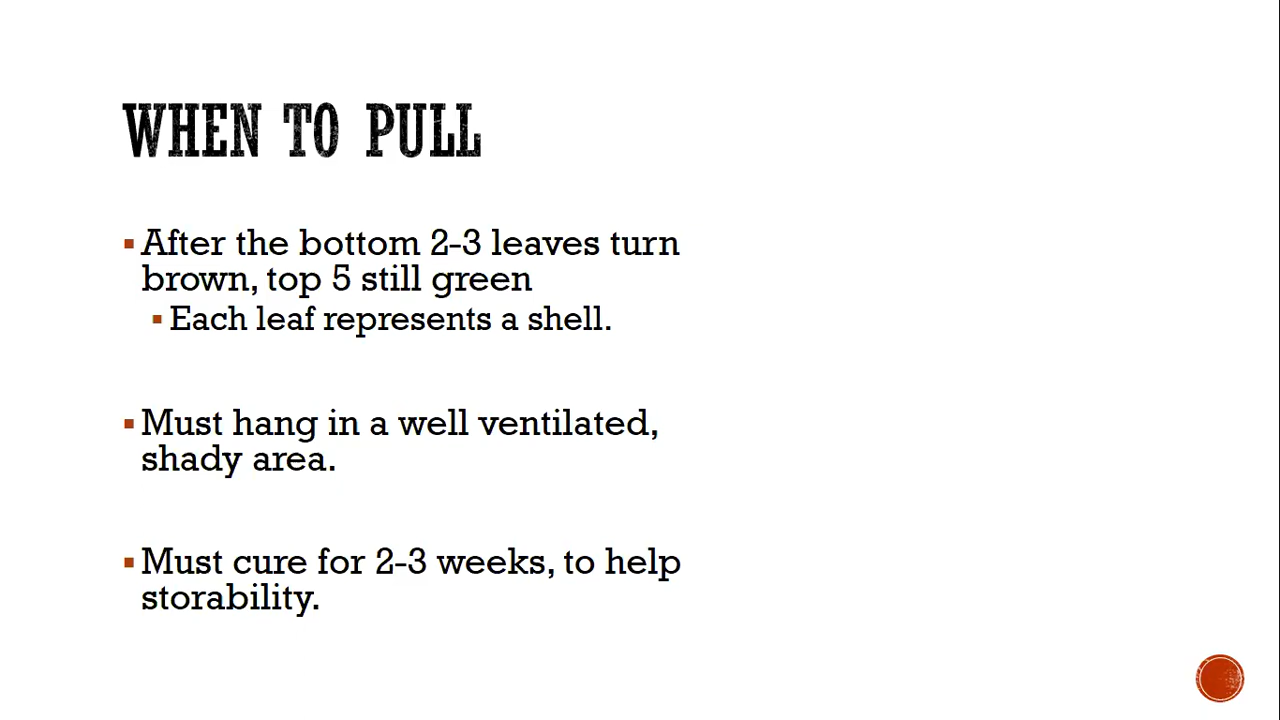 WHEN TO PULL
After the bottom 2-3 leaves turn
brown, top 5 still green
Each leaf represents a shell.
Must hang in a well ventilated,
shady area.
Must cure for 2-3 weeks, to help
storability.